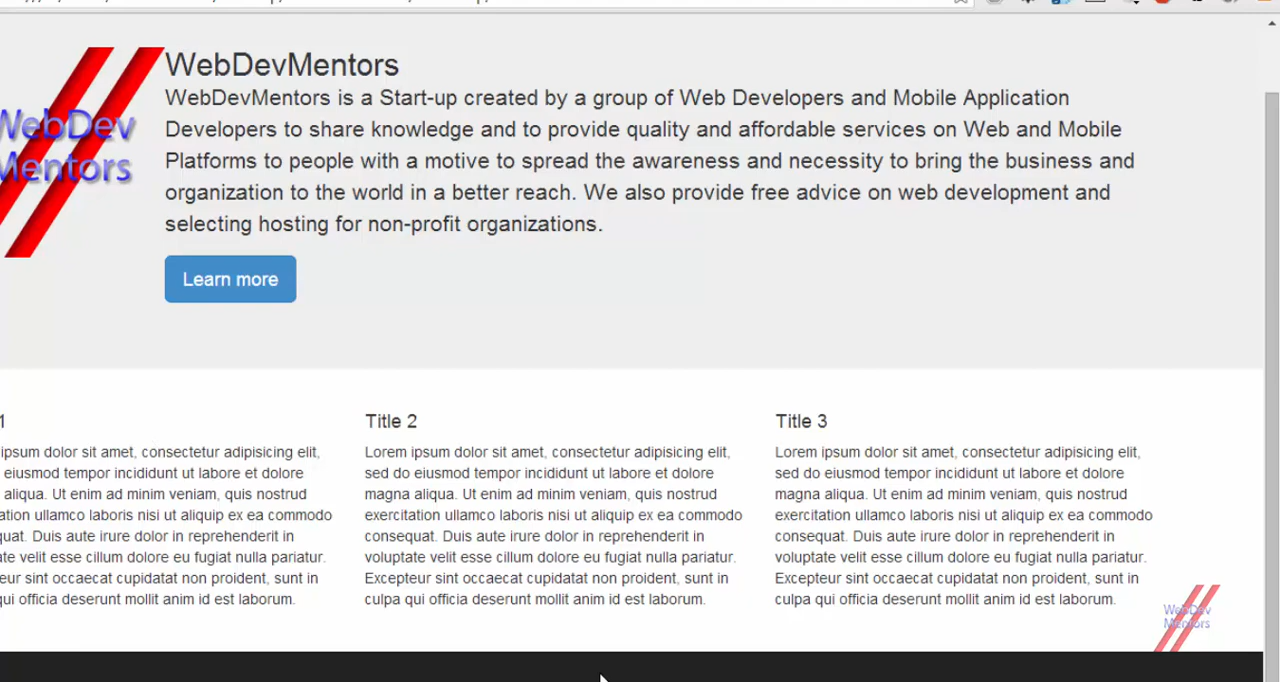 WebDev
Mentors
WebDevMentors
WebDevMentors is a Start-up created by a group of Web Developers and Mobile Application
Developers to share knowledge and to provide quality and affordable services on Web and Mobile
Platforms to people with a motive to spread the awareness and necessity to bring the business and
organization to the world in a better reach. We also provide free advice on web development and
selecting hosting for non-profit organizations.
Learn more
1
ipsum dolor sit amet, consectetur adipisicing elit,
eiusmod tempor incididunt ut labore et dolore
aliqua. Ut enim ad minim veniam, quis nostrud
ullamco laboris nisi ut aliquip ex ea commodo
Duis aute irure dolor in reprehenderit in
velit esse cillum dolore eu fugiat nulla pariatur.
sint occaecat cupidatat non proident, sunt in
qui officia deserunt mollit anim id est laborum.
Title 2
Lorem ipsum dolor sit amet, consectetur adipisicing elit,
sed do eiusmod tempor incididunt ut labore et dolore
magna aliqua. Ut enim ad minim veniam, quis nostrud
exercitation ullamco laboris nisi ut aliquip ex ea commodo
consequat. Duis aute irure dolor in reprehenderit in
voluptate velit esse cillum dolore eu fugiat nulla pariatur.
Excepteur sint occaecat cupidatat non proident, sunt in
culpa qui officia deserunt mollit anim id est laborum.
Title 3
Lorem ipsum dolor sit amet, consectetur adipisicing elit,
sed do eiusmod tempor incididunt ut labore et dolore
magna aliqua. Ut enim ad minim veniam, quis nostrud
exercitation ullamco laboris nisi ut aliquip ex ea commodo
consequat. Duis aute irure dolor in reprehenderit in
voluptate velit esse cillum dolore eu fugiat nulla pariatur.
Excepteur sint occaecat cupidatat non proident, sunt in
culpa qui officia deserunt mollit anim id est laborum.
WebDev
Mentors